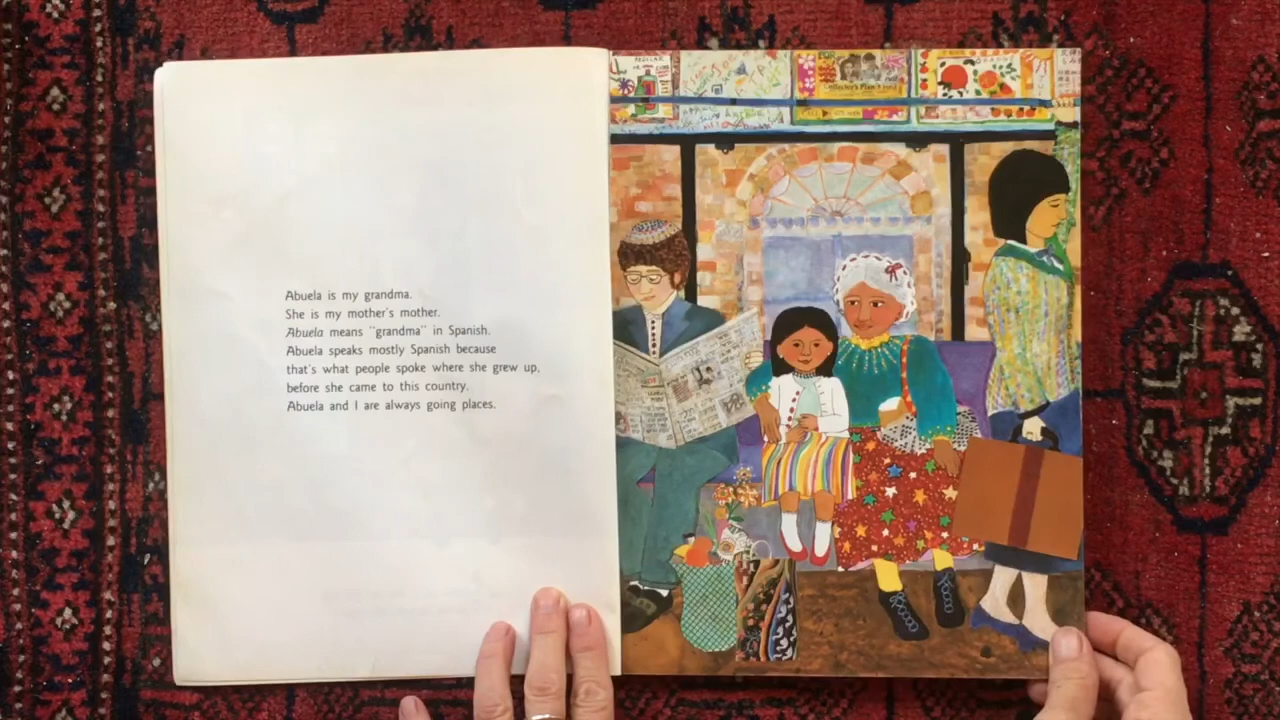 Abuela is my grandma.
She is my mother's mother.
Abuela means "grandma" in Spanish.
Abuela speaks mostly Spanish because
that's what people spoke where she grew up,
before she came to this country.
Abuela and I are always going places.